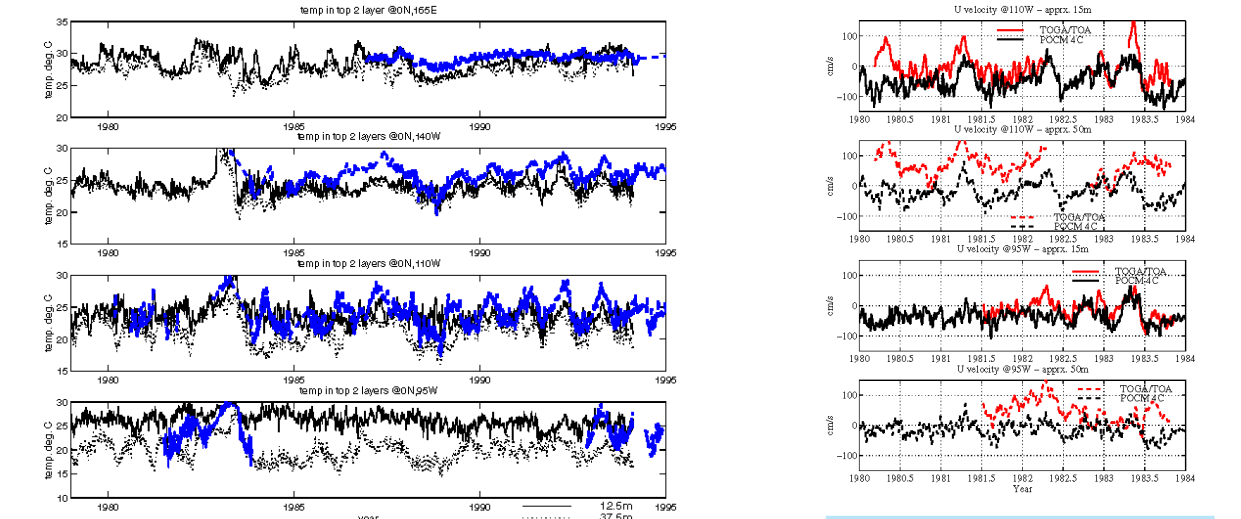 temp in top 2 layer @0N,165E
temp. deg. C
35
30
25
20
1980
1985
1990
1995
temp in top 2 layers @0N,140W
temp. deg. C
30
25
20
15
1980
1985
1990
1995
temp in top 2 layers @0N,110W
temp. deg. C
30
25
20
15
1980
1985
1990
1995
temp in top 2 layers @0N,95W
temp. deg. C
30
25
20
15
10
1980
1985
1990
1995
year
12.5m
37.5m
U velocity @110W – apprx. 15m
TOGA/TOA
POCM 4C
cm/s
100
0
−100
1980 1980.5 1981 1981.5 1982 1982.5 1983 1983.5 1984
U velocity @110W – apprx. 50m
cm/s
100
0
−100
TOGA/TOA
POCM 4C
1980 1980.5 1981 1981.5 1982 1982.5 1983 1983.5 1984
U velocity @95W – apprx. 15m
TOGA/TOA
POCM 4C
cm/s
100
0
−100
1980 1980.5 1981 1981.5 1982 1982.5 1983 1983.5 1984
U velocity @95W – apprx. 50m
TOGA/TOA
POCM 4C
cm/s
100
0
−100
1980 1980.5 1981 1981.5 1982 1982.5 1983 1983.5 1984
Year